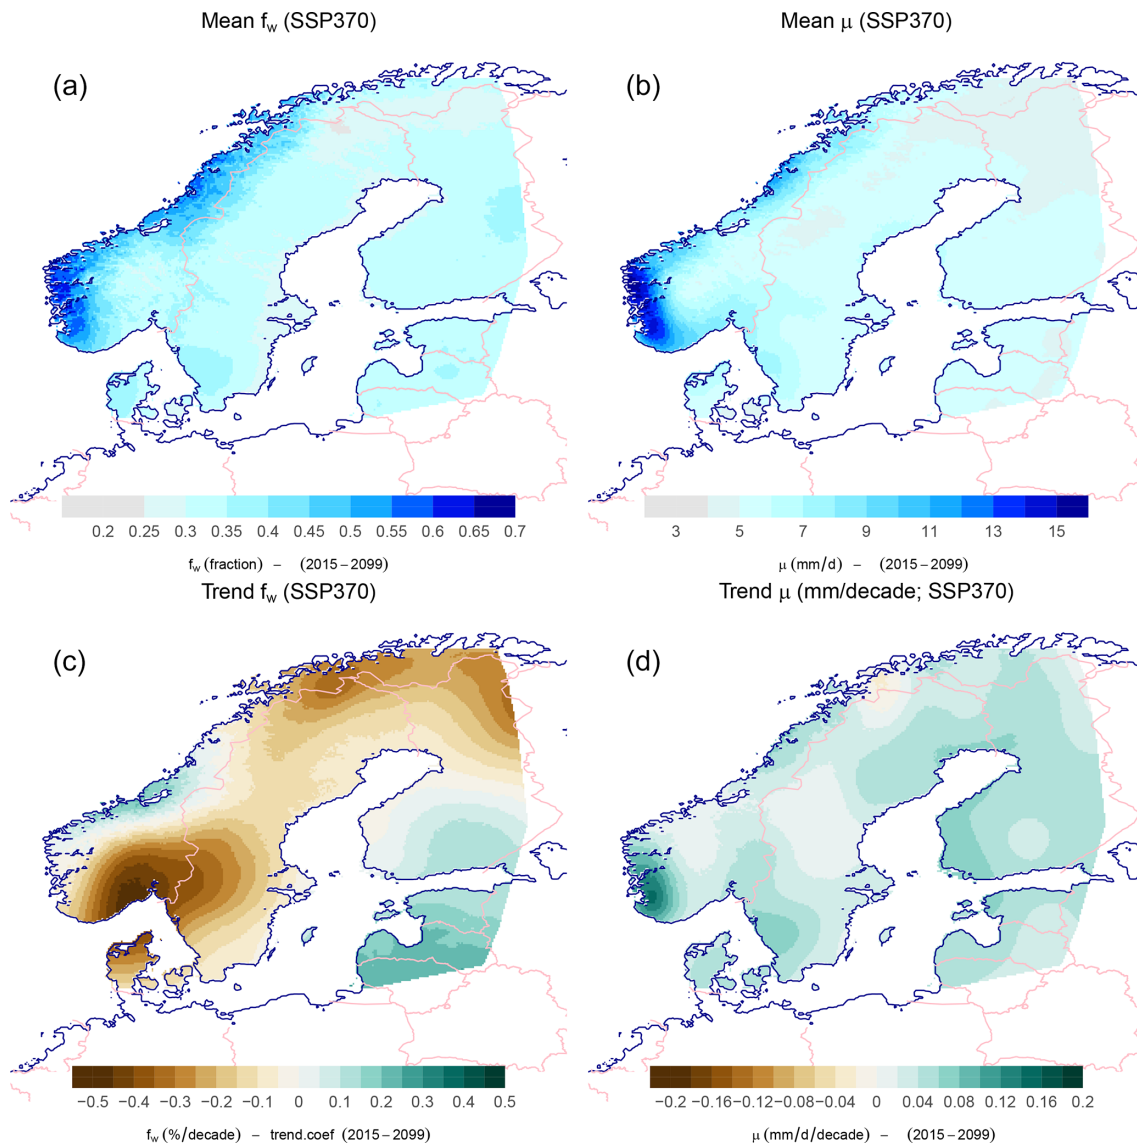 Mean fw (SSP370)
Mean μ (SSP370)
(a)
(b)
0.2 0.25 0.3 0.35 0.4 0.45 0.5 0.55 0.6 0.65 0.7
3 5 7 9 11 13 15
fw (fraction) − (2015−2099)
μ (mm/d) − (2015−2099)
Trend fw (SSP370)
Trend μ (mm/decade; SSP370)
(c)
(d)
−0.5 −0.4 −0.3 −0.2 −0.1 0 0.1 0.2 0.3 0.4 0.5
−0.2 −0.16 −0.12 −0.08 −0.04 0 0.04 0.08 0.12 0.16 0.2
fw (%/decade) − trend.coef (2015−2099)
μ (mm/d/decade) − (2015−2099)